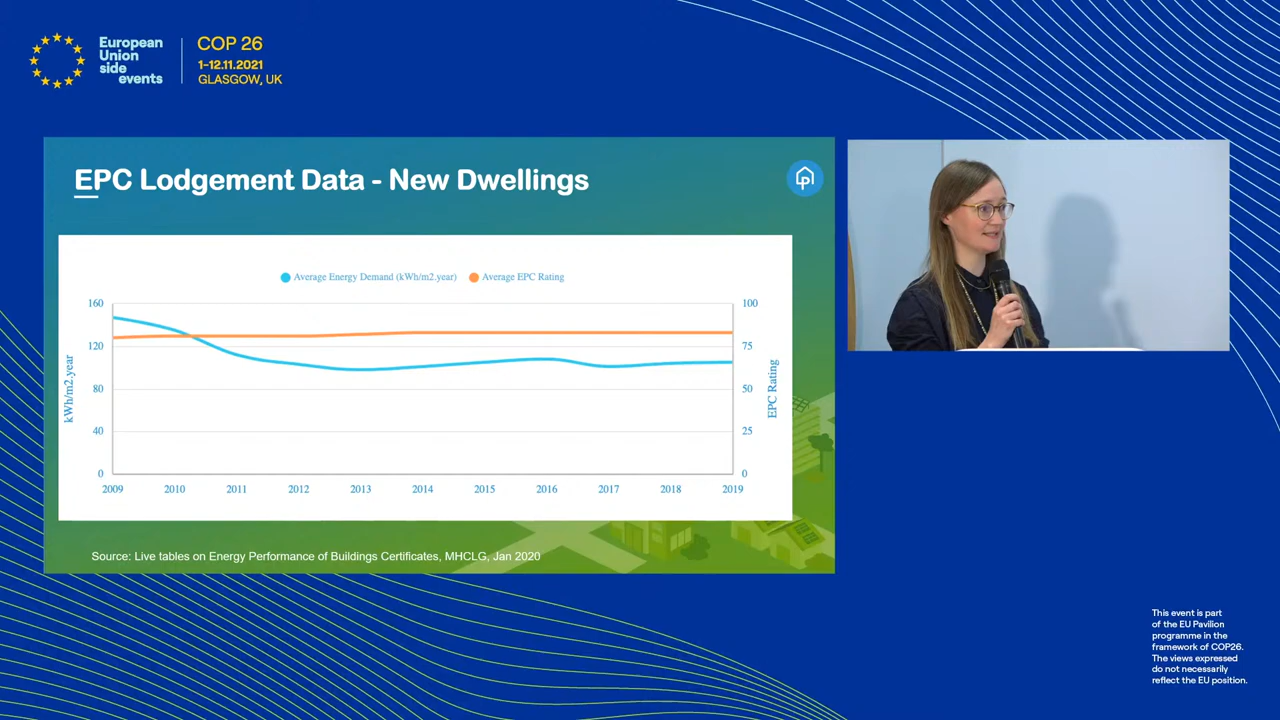 European
Union
side
events
COP 26
1-12.11.2021
GLASGOW, UK
EPC Lodgement Data - New Dwellings
Average Energy Demand (kWh/m2.year) Average EPC Rating
160
120
80
40
0
kWh/m2.year
100
75
50
25
0
EPC Rating
2009 2010 2011 2012 2013 2014 2015 2016 2017 2018 2019
Source: Live tables on Energy Performance of Buildings Certificates, MHCLG, Jan 2020
This event is part
of the EU Pavilion
programme in the
framework of COP26.
The views expressed
do not necessarily
reflect the EU position.